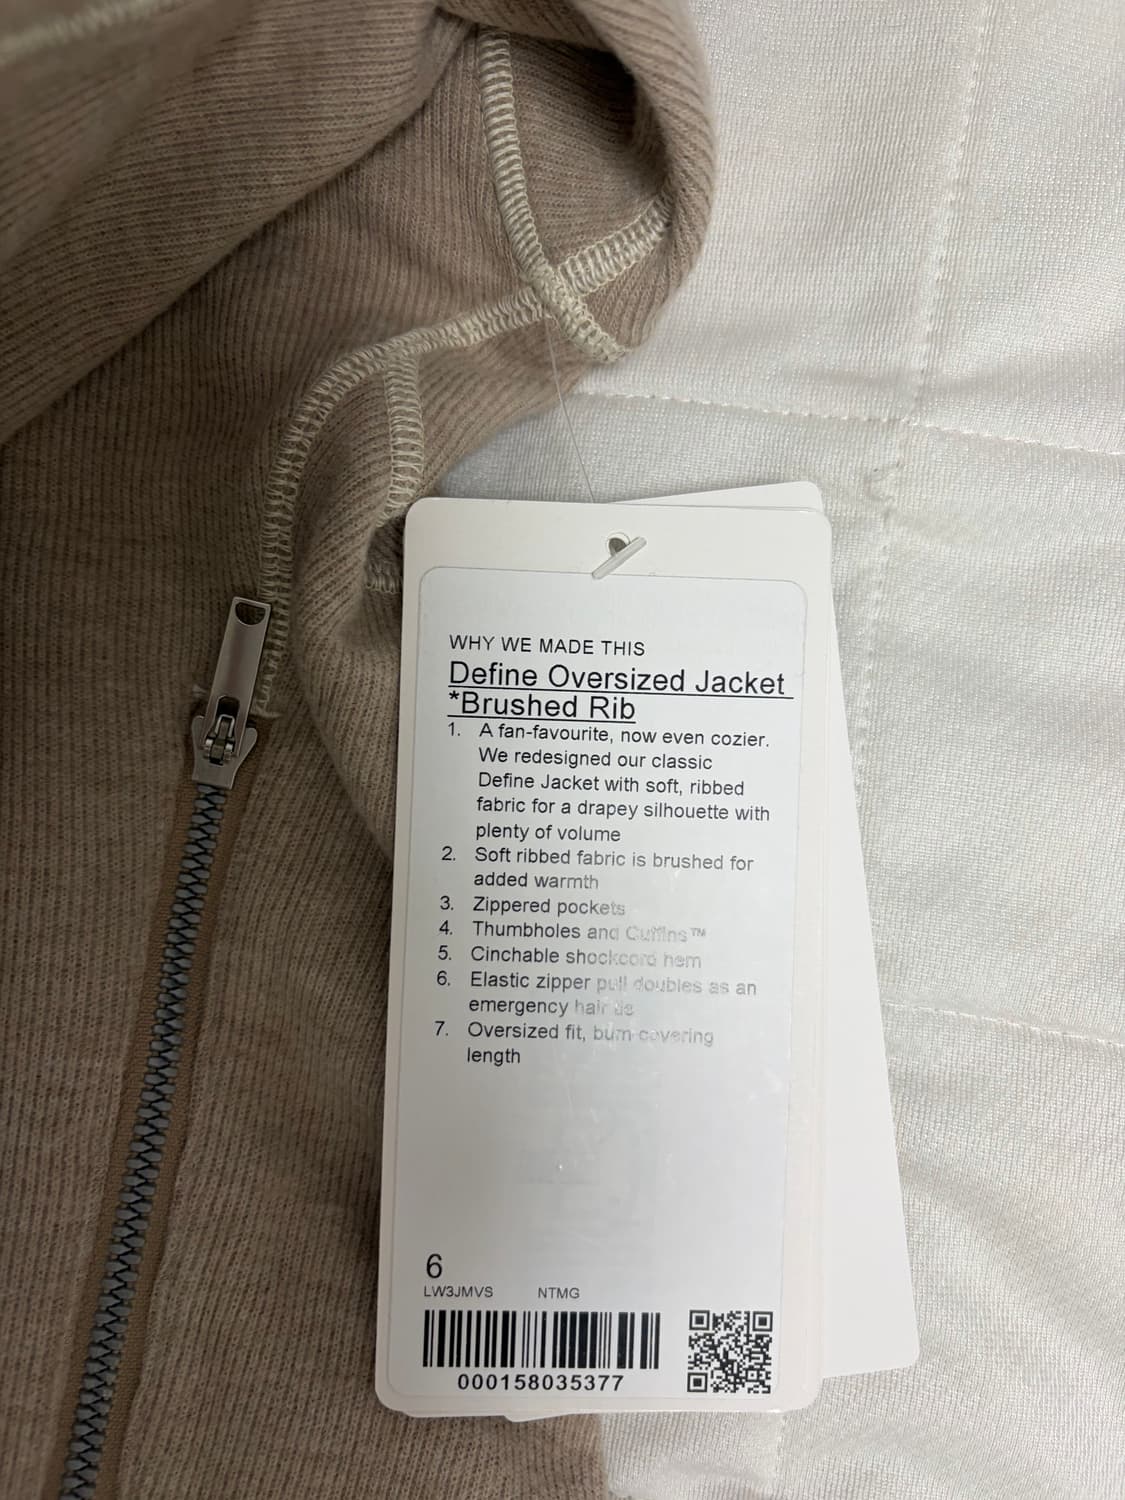 WHY WE MADE THIS
Define Oversized Jacket
*Brushed Rib
1. A fan-favourite, now even cozier.
We redesigned our classic
Define Jacket with soft, ribbed
fabric for a drapey silhouette with
plenty of volume
2. Soft ribbed fabric is brushed for
added warmth
3. Zippered pockets
4. Thumbholes and Cuffins™
5. Cinchable shockcord hem
6. Elastic zipper pull doubles as an
emergency hair tie
7. Oversized fit, bum-covering
length
6
LW3JMVS NTMG
000158035377